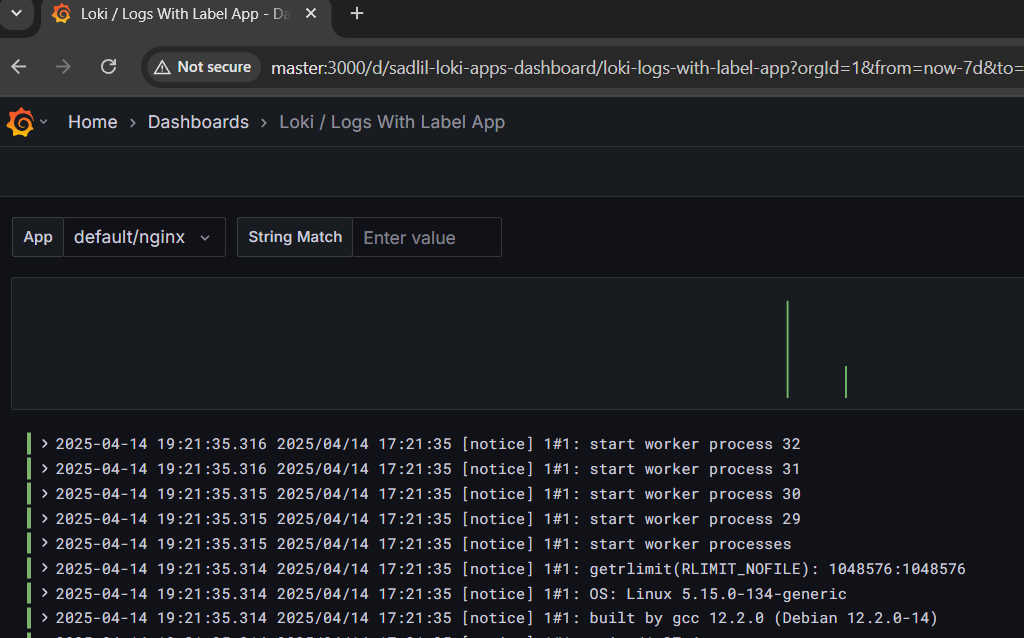 Loki / Logs With Label App - Da
Not secure
master:3000/d/sadlil-loki-apps-dashboard/loki-logs-with-label-app?orgId=1&from=now-7d&to=
Home > Dashboards > Loki / Logs With Label App
App default/nginx String Match Enter value
2025-04-14 19:21:35.316 2025/04/14 17:21:35 [notice] 1#1: start worker process 32
2025-04-14 19:21:35.316 2025/04/14 17:21:35 [notice] 1#1: start worker process 31
2025-04-14 19:21:35.315 2025/04/14 17:21:35 [notice] 1#1: start worker process 30
2025-04-14 19:21:35.315 2025/04/14 17:21:35 [notice] 1#1: start worker process 29
2025-04-14 19:21:35.315 2025/04/14 17:21:35 [notice] 1#1: start worker processes
2025-04-14 19:21:35.314 2025/04/14 17:21:35 [notice] 1#1: getrlimit(RLIMIT_NOFILE): 1048576:1048576
2025-04-14 19:21:35.314 2025/04/14 17:21:35 [notice] 1#1: OS: Linux 5.15.0-134-generic
2025-04-14 19:21:35.314 2025/04/14 17:21:35 [notice] 1#1: built by gcc 12.2.0 (Debian 12.2.0-14)